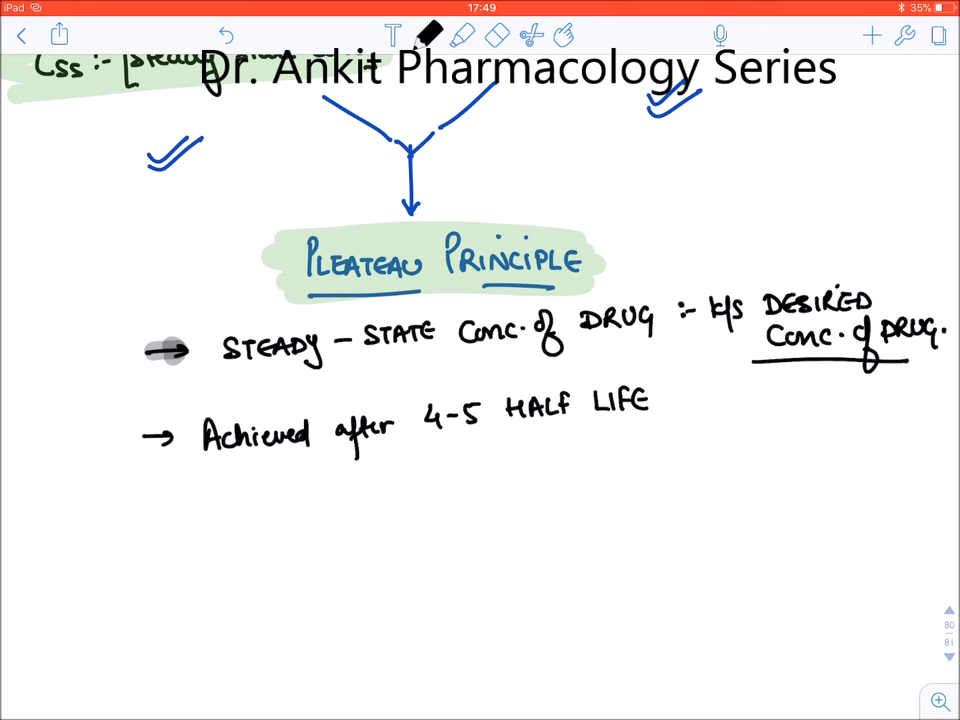 iPad 17:49 35%
Css :- [Steady
Dr. Ankit Pharmacology Series
PLEATEAU PRINCIPLE
STEADY - STATE Conc. of DRUG :- k/s DESIRED
Conc. of DRUG.
→ Achieved after 4-5 HALF LIFE
80
81